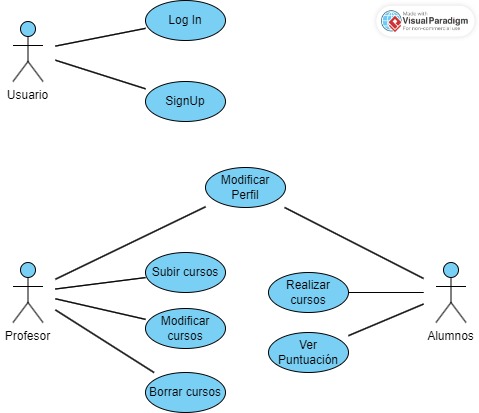 Log In
Made with
Visual Paradigm
For non-commercial use
Usuario
SignUp
Modificar
Perfil
Subir cursos
Realizar
cursos
Profesor
Modificar
cursos
Alumnos
Ver
Puntuación
Borrar cursos